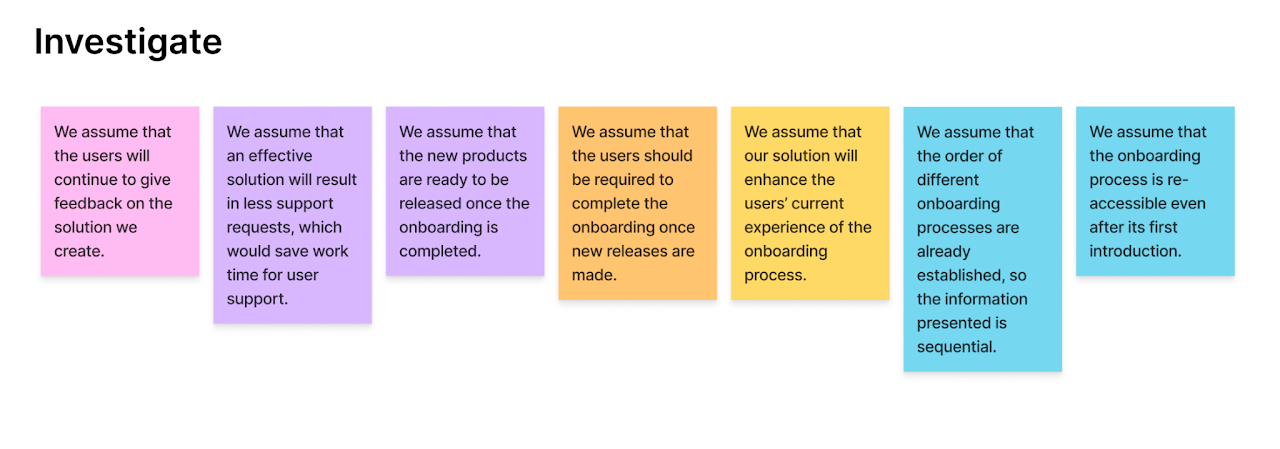 Investigate
We assume that
the users will
continue to give
feedback on the
solution we
create.
We assume that
an effective
solution will result
in less support
requests, which
would save work
time for user
support.
We assume that
the new products
are ready to be
released once the
onboarding is
completed.
We assume that
the users should
be required to
complete the
onboarding once
new releases are
made.
We assume that
our solution will
enhance the
users’ current
experience of the
onboarding
process.
We assume that
the order of
different
onboarding
processes are
already
established, so
the information
presented is
sequential.
We assume that
the onboarding
process is re-
accessible even
after its first
introduction.